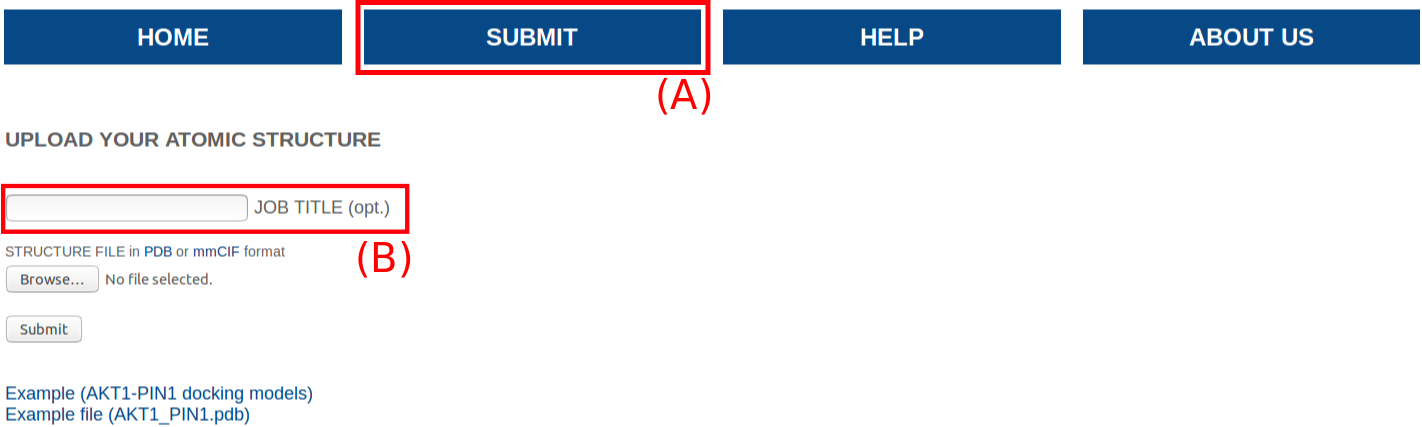 HOME SUBMIT HELP ABOUT US
(A)
UPLOAD YOUR ATOMIC STRUCTURE
JOB TITLE (opt.)
(B)
STRUCTURE FILE in PDB or mmCIF format
Browse... No file selected.
Submit
Example (AKT1-PIN1 docking models)
Example file (AKT1_PIN1.pdb)